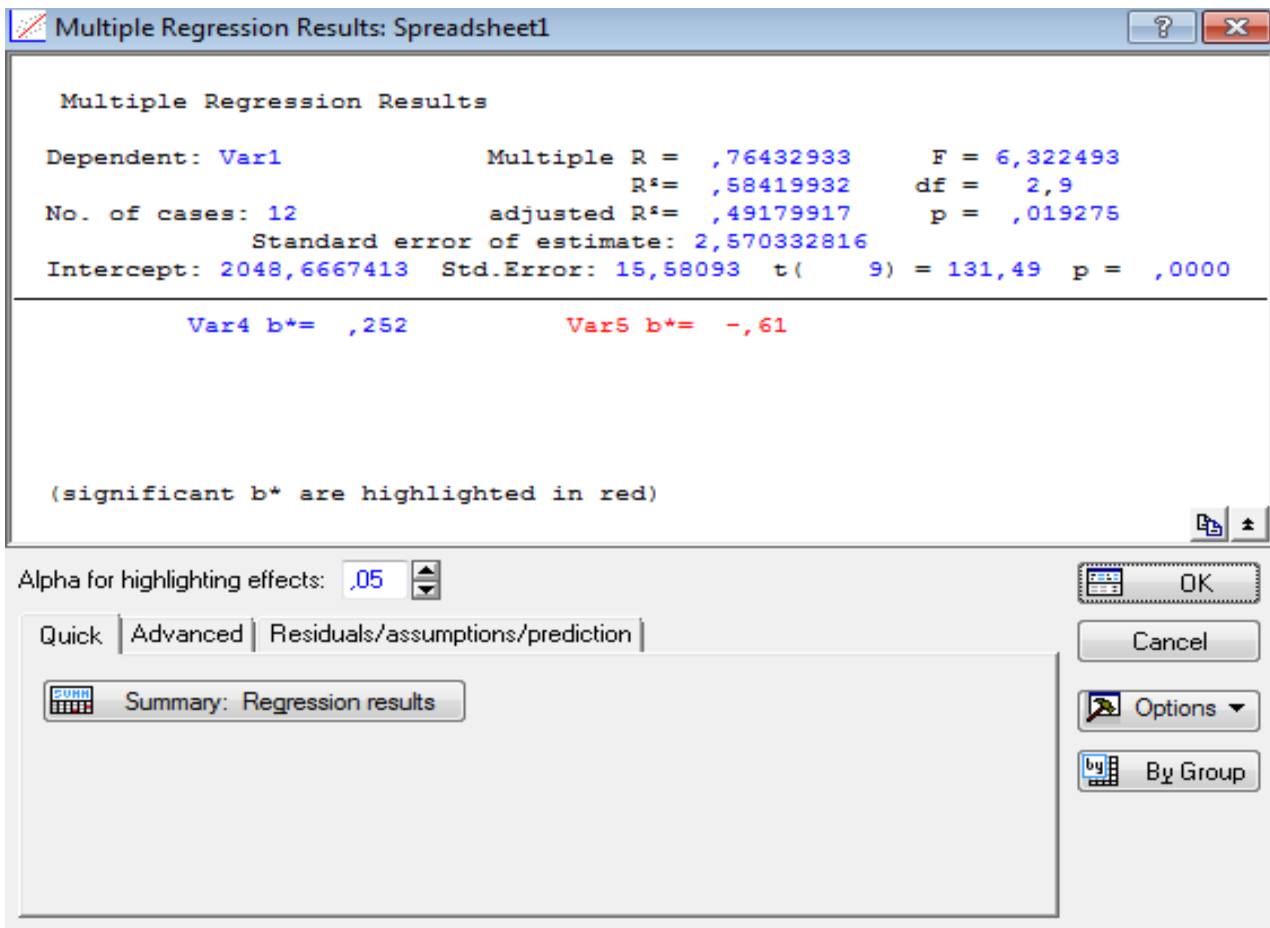 Multiple Regression Results: Spreadsheet1
Multiple Regression Results
Dependent: Var1 Multiple R = ,76432933 F = 6,322493
R²= ,58419932 df = 2,9
No. of cases: 12 adjusted R²= ,49179917 p = ,019275
Standard error of estimate: 2,570332816
Intercept: 2048,6667413 Std.Error: 15,58093 t( 9) = 131,49 p = ,0000
Var4 b*= ,252 Var5 b*= -,61
(significant b* are highlighted in red)
Alpha for highlighting effects: ,05
OK
Quick Advanced Residuals/assumptions/prediction
Cancel
SUMM Summary: Regression results
Options
by By Group